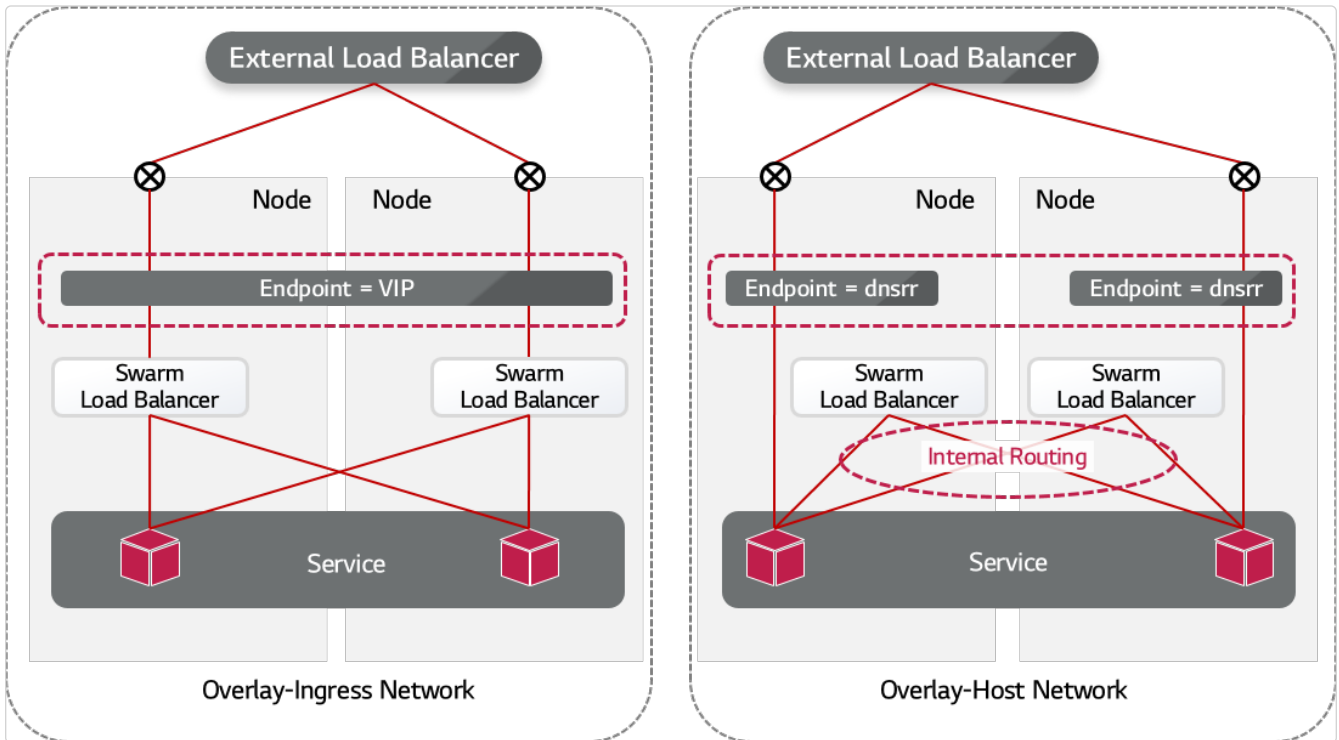 External Load Balancer
Node
Node
Endpoint = VIP
Swarm
Load Balancer
Swarm
Load Balancer
Service
Overlay-Ingress Network
External Load Balancer
Node
Node
Endpoint = dnsrr
Endpoint = dnsrr
Swarm
Load Balancer
Swarm
Load Balancer
Internal Routing
Service
Overlay-Host Network